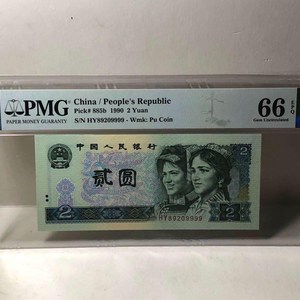 PMG
PAPER MONEY GUARANTY
China / People's Republic
Pick# 885b 1990 2 Yuan
S/N HY89209999 - Wmk: Pu Coin
66 EPQ
Gem Uncirculated
中国人民银行
2
贰圆
2
HY89209999